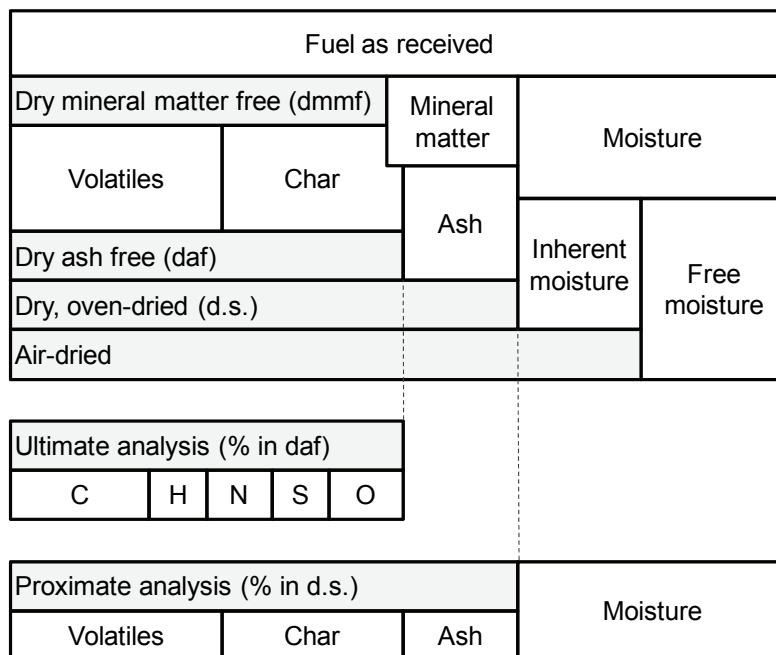 Fuel as received
Dry mineral matter free (dmmf)
Mineral
matter
Moisture
Volatiles
Char
Ash
Dry ash free (daf)
Inherent
moisture
Free
moisture
Dry, oven-dried (d.s.)
Air-dried
Ultimate analysis (% in daf)
C H N S O
Proximate analysis (% in d.s.)
Moisture
Volatiles Char Ash